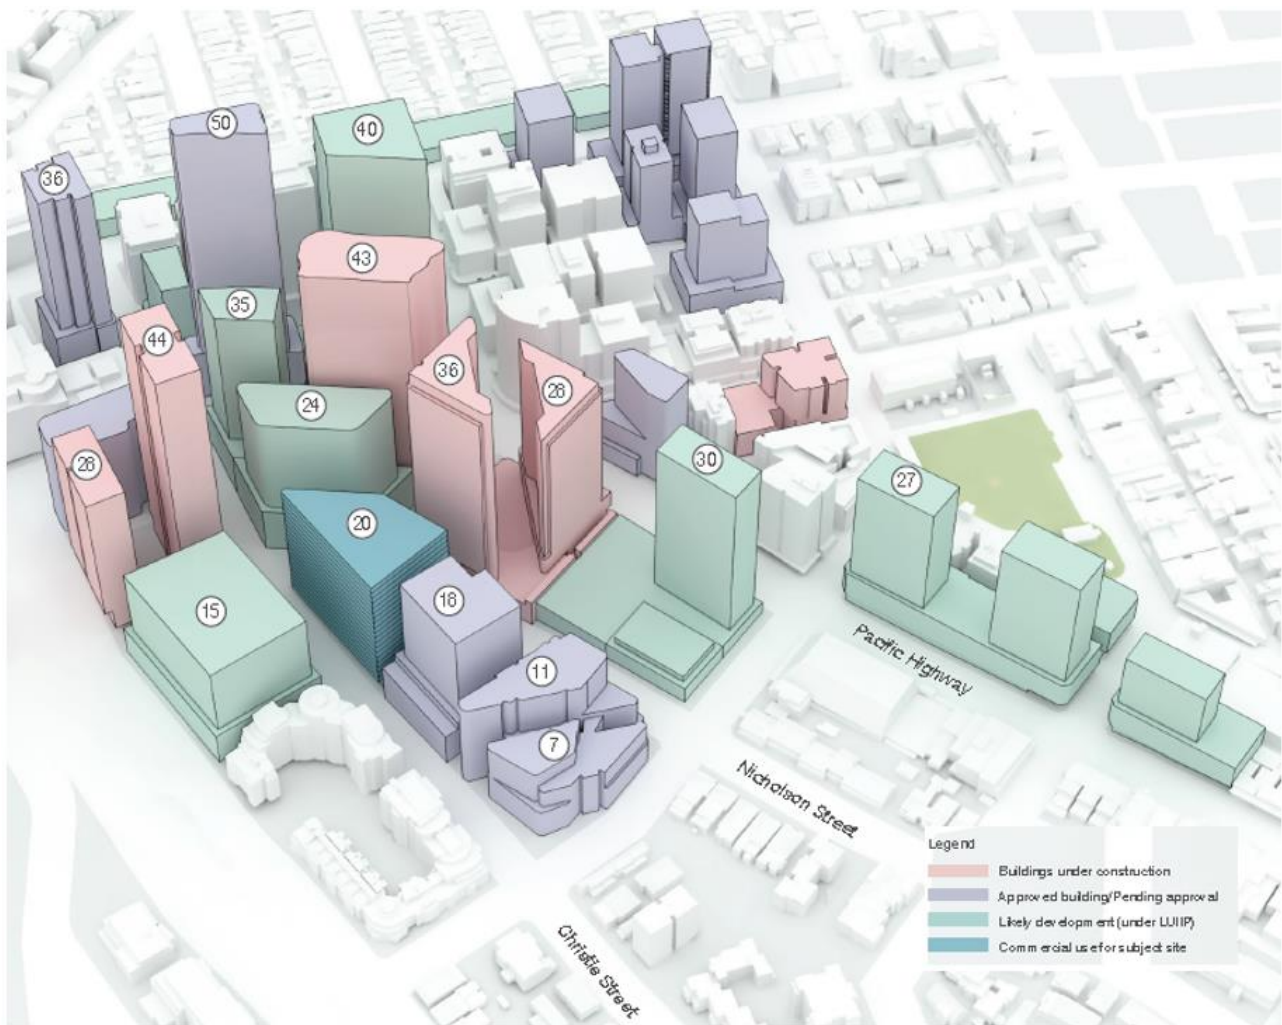 50
40
36
43
35
44
36
28
24
28
30
27
20
18
15
11
7
Pacific Highway
Nicholson Street
Christie Street
Legend
Buildings under construction
Approved building/Pending approval
Likely development (under LUIIP)
Commercial use for subject site